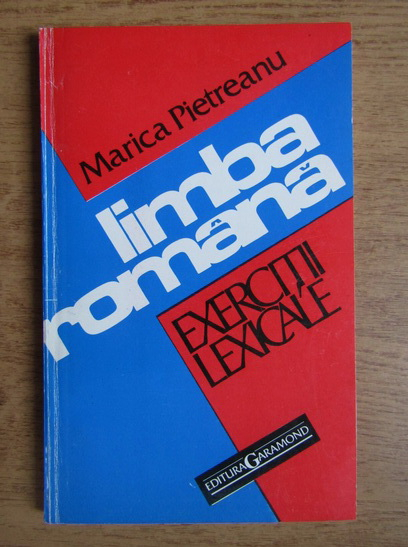 Marica Pietreanu
limba
română
EXERCIȚII
LEXICALE
EDITURA GARAMOND